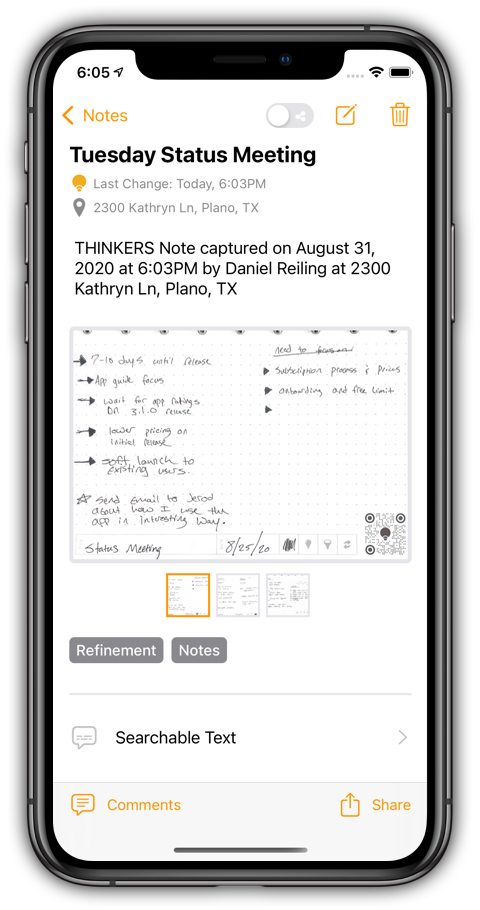 6:05
Notes
Tuesday Status Meeting
Last Change: Today, 6:03PM
2300 Kathryn Ln, Plano, TX
THINKERS Note captured on August 31,
2020 at 6:03PM by Daniel Reiling at 2300
Kathryn Ln, Plano, TX
7-10 days until release
App guide focus
wait for app ratings
on 3.1.0 release
lower pricing on
initial release
soft launch to
existing users.
Send Email to Jerod
about how I use the
app in Interesting Way.
need to focus on
Subscription process & prices
onboarding and free limit
Status Meeting
8/25/20
Refinement
Notes
Searchable Text
Comments
Share